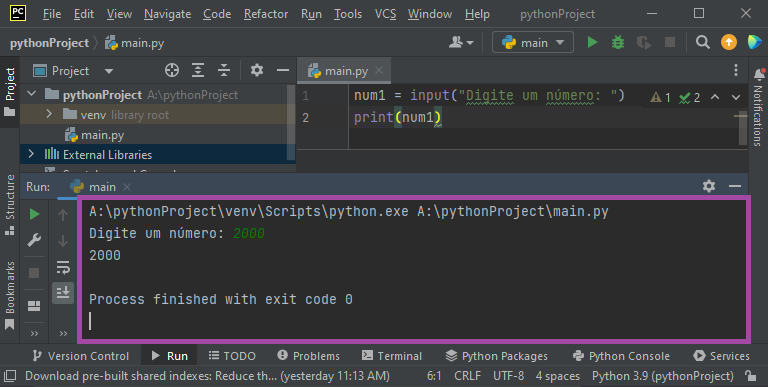 PC File Edit View Navigate Code Refactor Run Tools VCS Window Help pythonProject
pythonProject main.py main
Project main.py
pythonProject A:\pythonProject
venv library root
main.py
External Libraries
1 num1 = input("Digite um número: ") 1 2
2 print(num1)
Project
Structure
Bookmarks
Notifications
Run: main
A:\pythonProject\venv\Scripts\python.exe A:\pythonProject\main.py
Digite um número: 2000
2000
Process finished with exit code 0
Version Control Run TODO Problems Terminal Python Packages Python Console Services
Download pre-built shared indexes: Reduce th... (yesterday 11:13 AM) 6:1 CRLF UTF-8 4 spaces Python 3.9 (pythonProject)